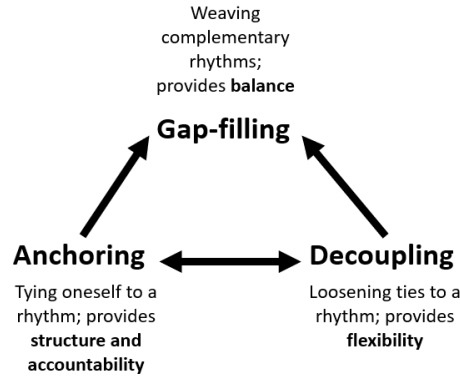 Weaving
complementary
rhythms;
provides balance
Gap-filling
Anchoring
Tying oneself to a
rhythm; provides
structure and
accountability
Decoupling
Loosening ties to a
rhythm; provides
flexibility